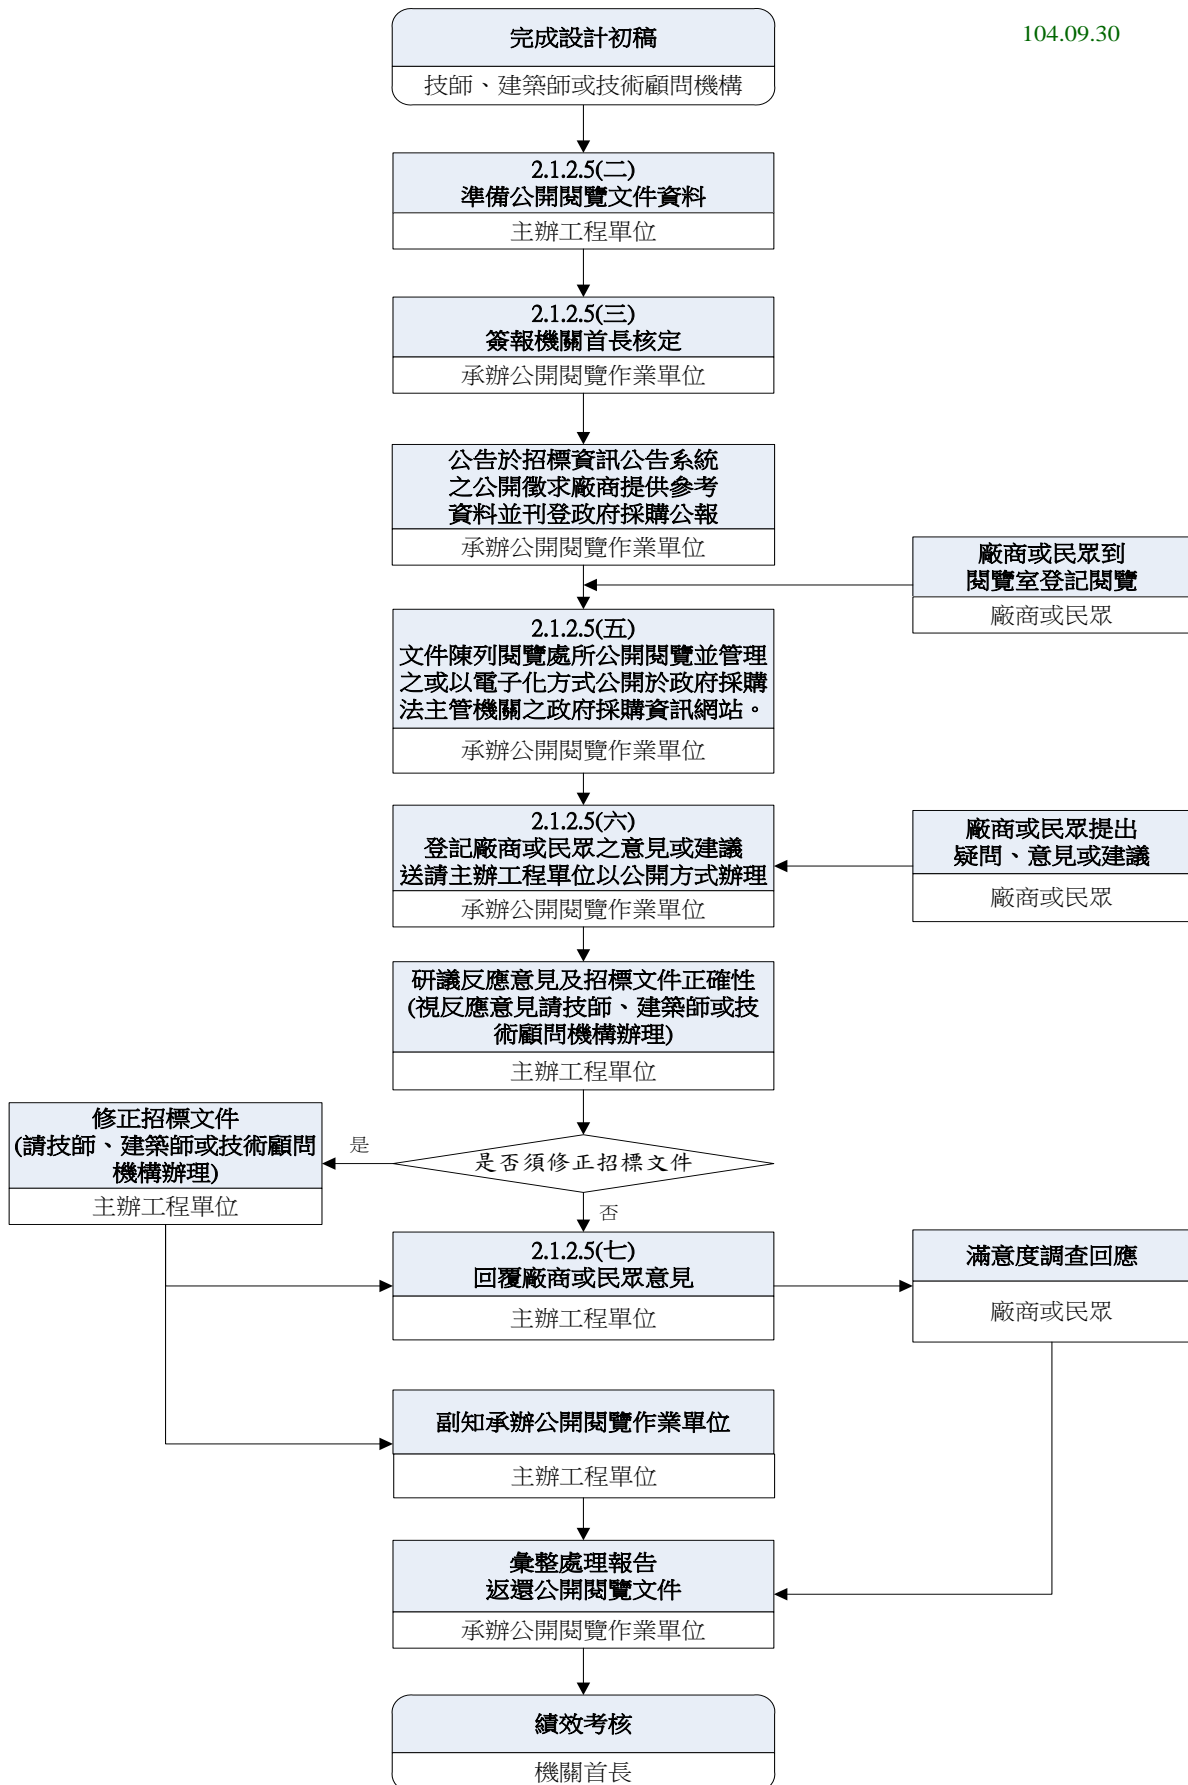 104.09.30
完成設計初稿
技師、建築師或技術顧問機構
2.1.2.5(二)
準備公開閱覽文件資料
主辦工程單位
2.1.2.5(三)
簽報機關首長核定
承辦公開閱覽作業單位
公告於招標資訊公告系統
之公開徵求廠商提供參考
資料並刊登政府採購公報
承辦公開閱覽作業單位
廠商或民眾到
閱覽室登記閱覽
廠商或民眾
2.1.2.5(五)
文件陳列閱覽處所公開閱覽並管理
之或以電子化方式公開於政府採購
法主管機關之政府採購資訊網站。
承辦公開閱覽作業單位
2.1.2.5(六)
登記廠商或民眾之意見或建議
送請主辦工程單位以公開方式辦理
承辦公開閱覽作業單位
廠商或民眾提出
疑問、意見或建議
廠商或民眾
研議反應意見及招標文件正確性
(視反應意見請技師、建築師或技
術顧問機構辦理)
主辦工程單位
是否須修正招標文件
是
否
修正招標文件
(請技師、建築師或技術顧問
機構辦理)
主辦工程單位
2.1.2.5(七)
回覆廠商或民眾意見
主辦工程單位
滿意度調查回應
廠商或民眾
副知承辦公開閱覽作業單位
主辦工程單位
彙整處理報告
返還公開閱覽文件
承辦公開閱覽作業單位
績效考核
機關首長